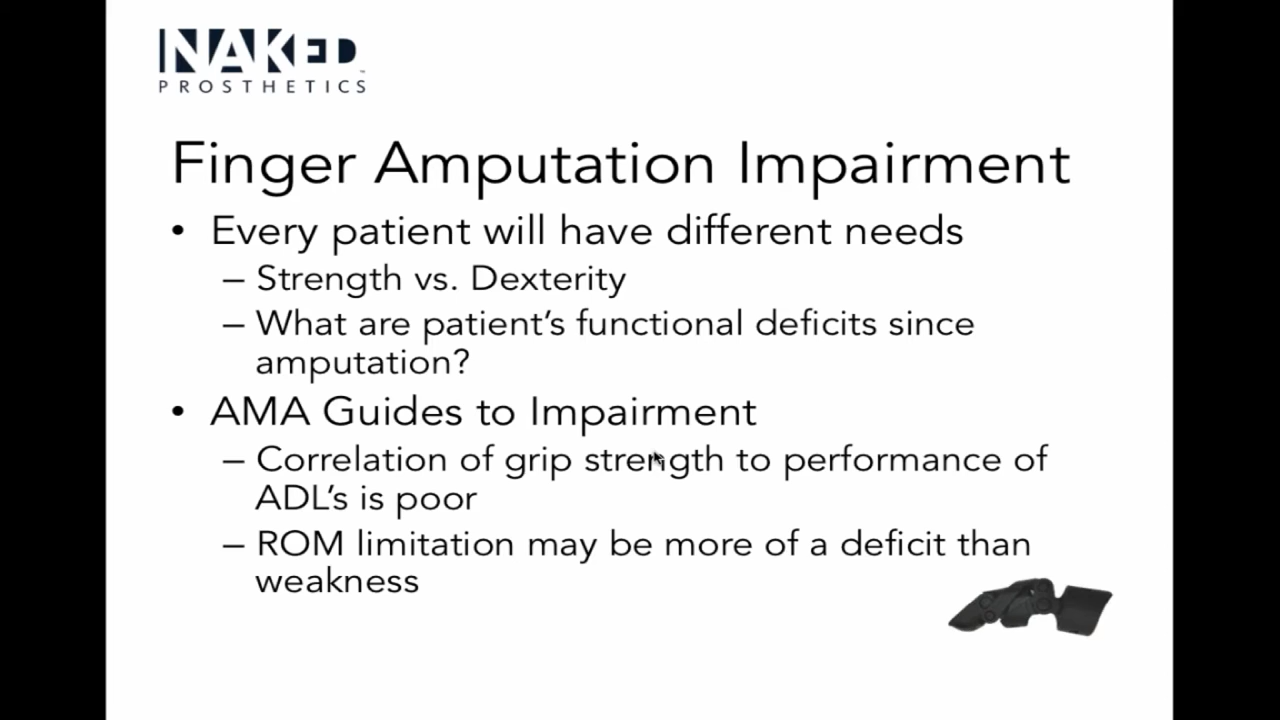 NAKED
PROSTHETICS
Finger Amputation Impairment
• Every patient will have different needs
– Strength vs. Dexterity
– What are patient’s functional deficits since
amputation?
• AMA Guides to Impairment
– Correlation of grip strength to performance of
ADL’s is poor
– ROM limitation may be more of a deficit than
weakness